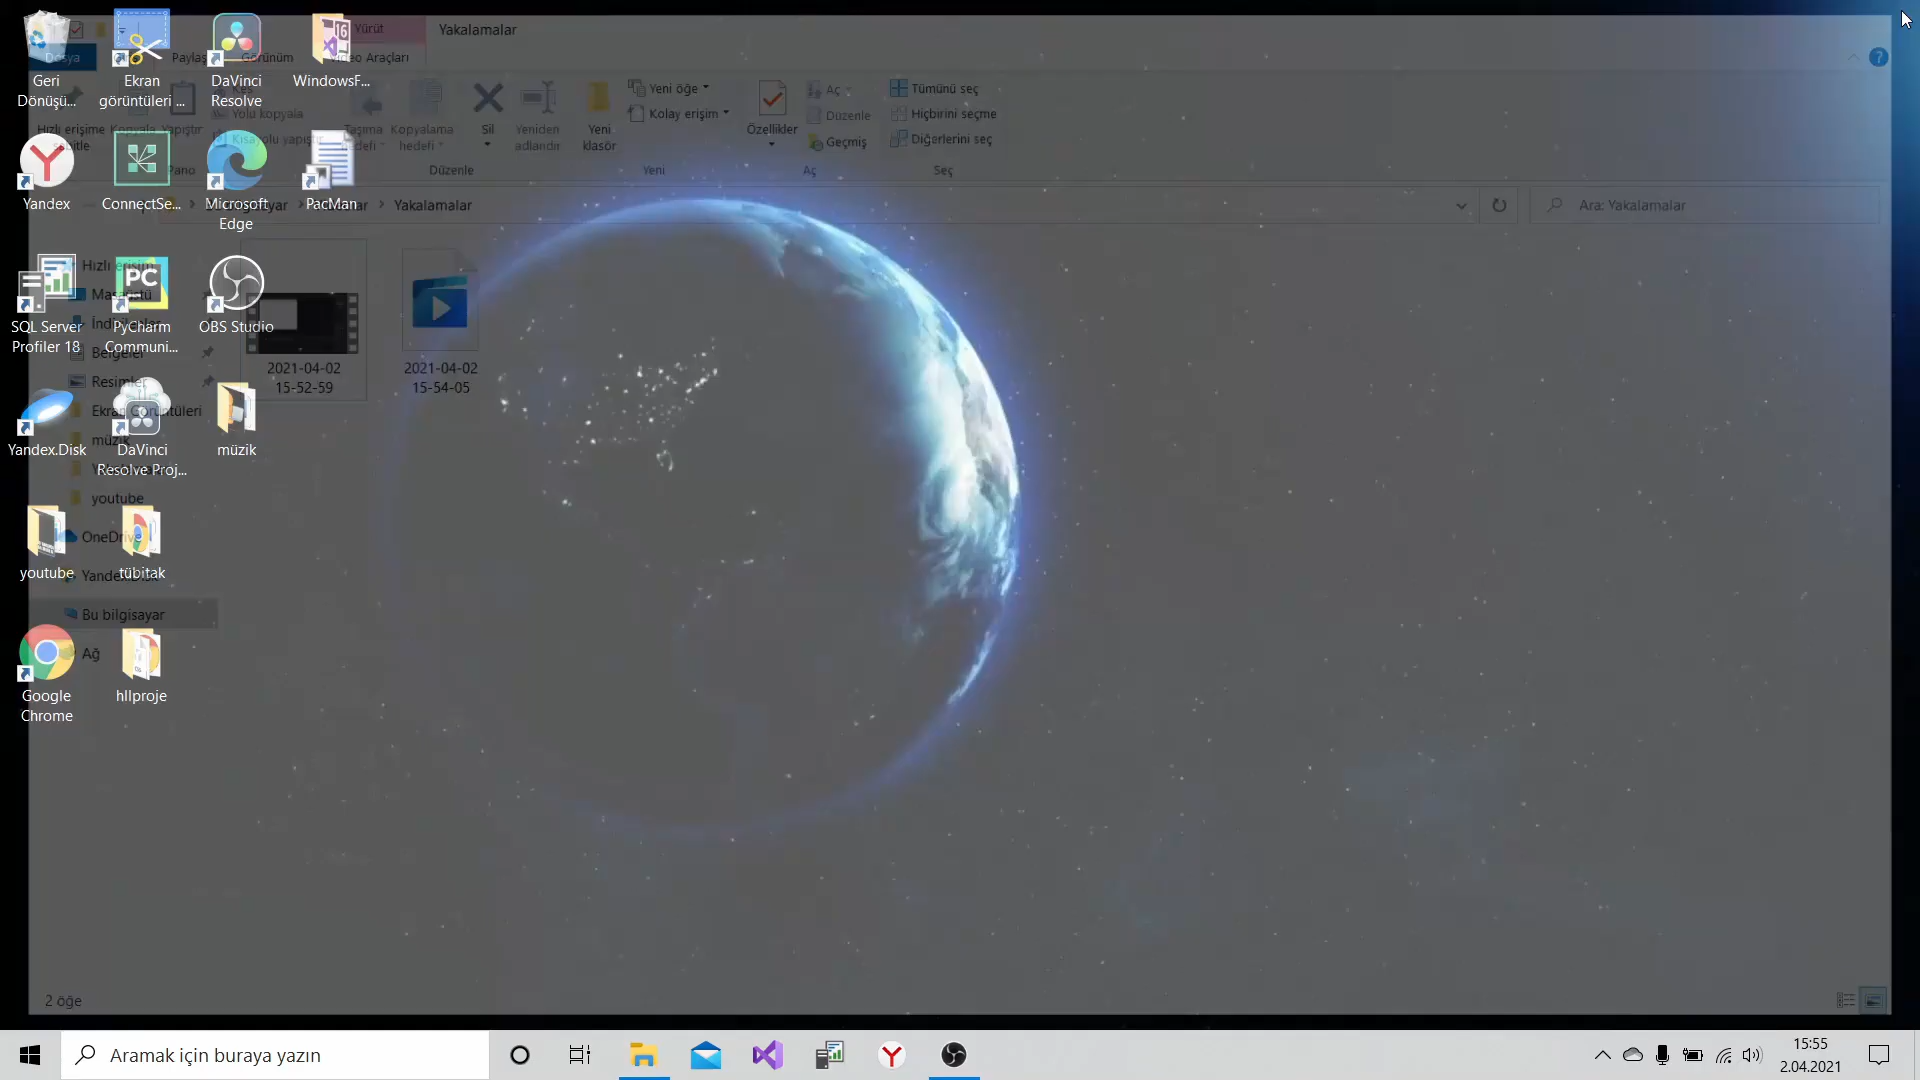 Yürüt
Yakalamalar
Dosya
Paylaş
Görünüm
Video Araçları
Geri
Dönüşü...
Ekran
görüntüleri ...
DaVinci
Resolve
WindowsF...
Hızlı erişime
sabitle
Kopyala
Yapıştır
Kes
Yolu kopyala
Kısayolu yapıştır
Pano
Taşıma
hedefi
Kopyalama
hedefi
Sil
Yeniden
adlandır
Düzenle
Yeni
klasör
Yeni öğe
Kolay erişim
Yeni
Özellikler
Aç
Düzenle
Geçmiş
Aç
Tümünü seç
Hiçbirini seçme
Diğerlerini seç
Seç
Yandex
ConnectSe...
Microsoft
Edge
PacMan
Yakalamalar
Ara: Yakalamalar
Hızlı erişim
Masaüstü
Belgeler
Resimler
Ekran Görüntüleri
müzik
youtube
OneDrive
Yandex.Disk
Bu bilgisayar
Ağ
SQL Server
Profiler 18
PC
PyCharm
Communi...
OBS Studio
2021-04-02
15-52-59
2021-04-02
15-54-05
Yandex.Disk
DaVinci
Resolve Proj...
müzik
youtube
tübitak
Google
Chrome
hllproje
2 öğe
Aramak için buraya yazın
15:55
2.04.2021